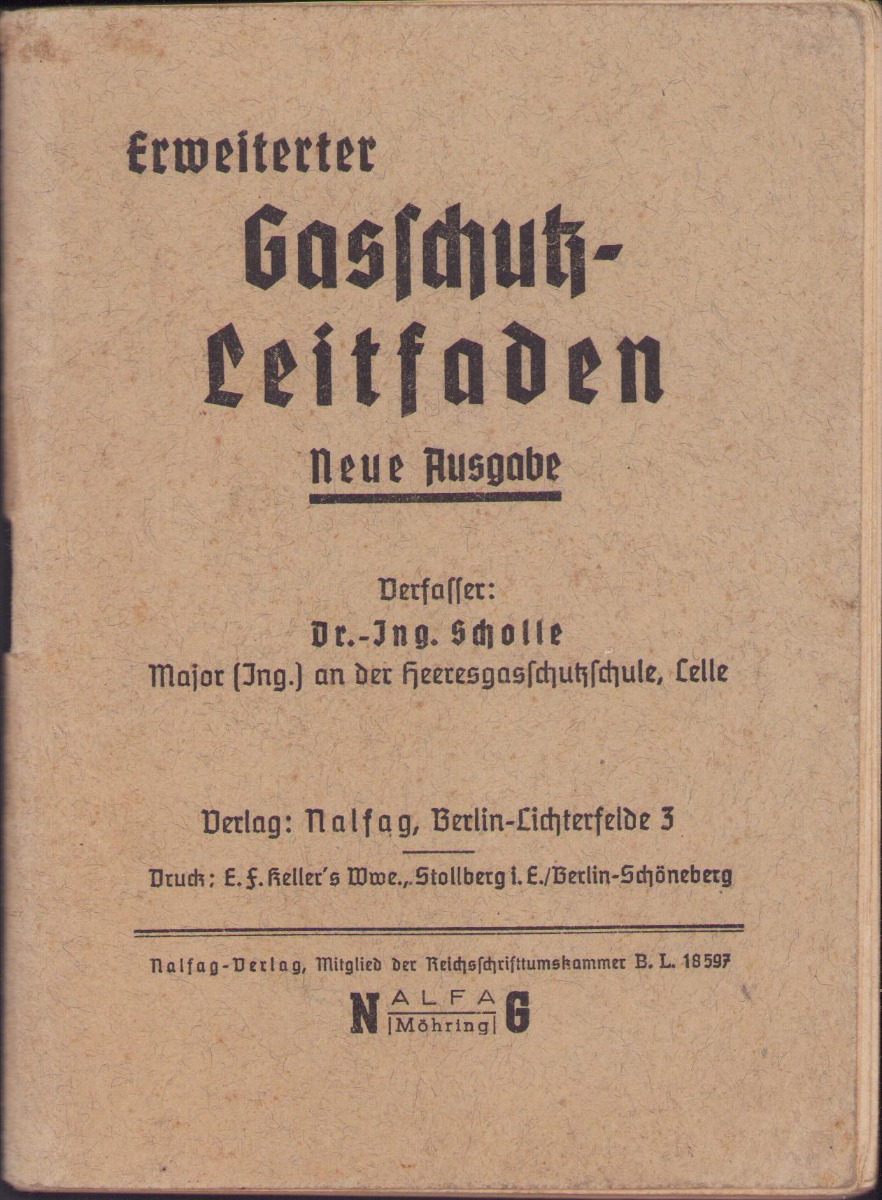 Erweiterter
Gasschutz-
Leitfaden
Neue Ausgabe
Verfasser:
Dr.-Ing. Scholle
Major (Ing.) an der Heeresgasschutzschule, Celle
Verlag: Nalfag, Berlin-Lichterfelde 3
Druck: E. F. Keller's Wwe., Stollberg i. E./Berlin-Schöneberg
Nalfag-Verlag, Mitglied der Reichsschrifttumskammer B. L. 18597
NALFAG
Möhring